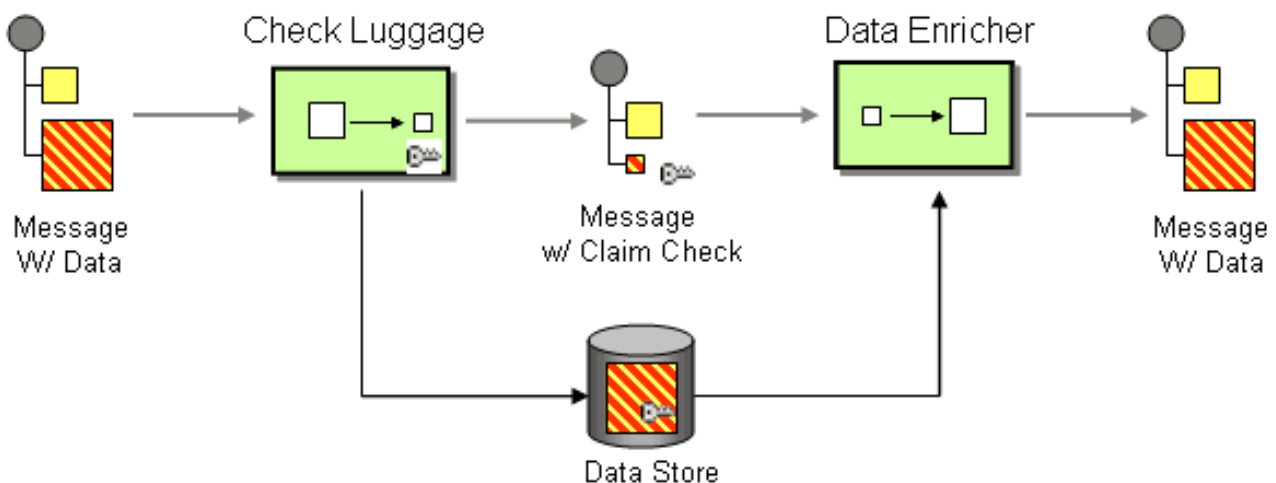 Check Luggage
Data Enricher
Message
W/ Data
Message
w/ Claim Check
Message
W/ Data
Data Store